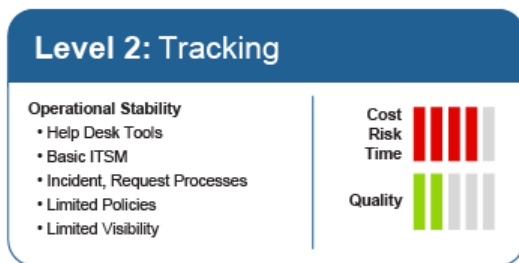 Level 2: Tracking
Operational Stability
• Help Desk Tools
• Basic ITSM
• Incident, Request Processes
• Limited Policies
• Limited Visibility
Cost
Risk
Time
Quality